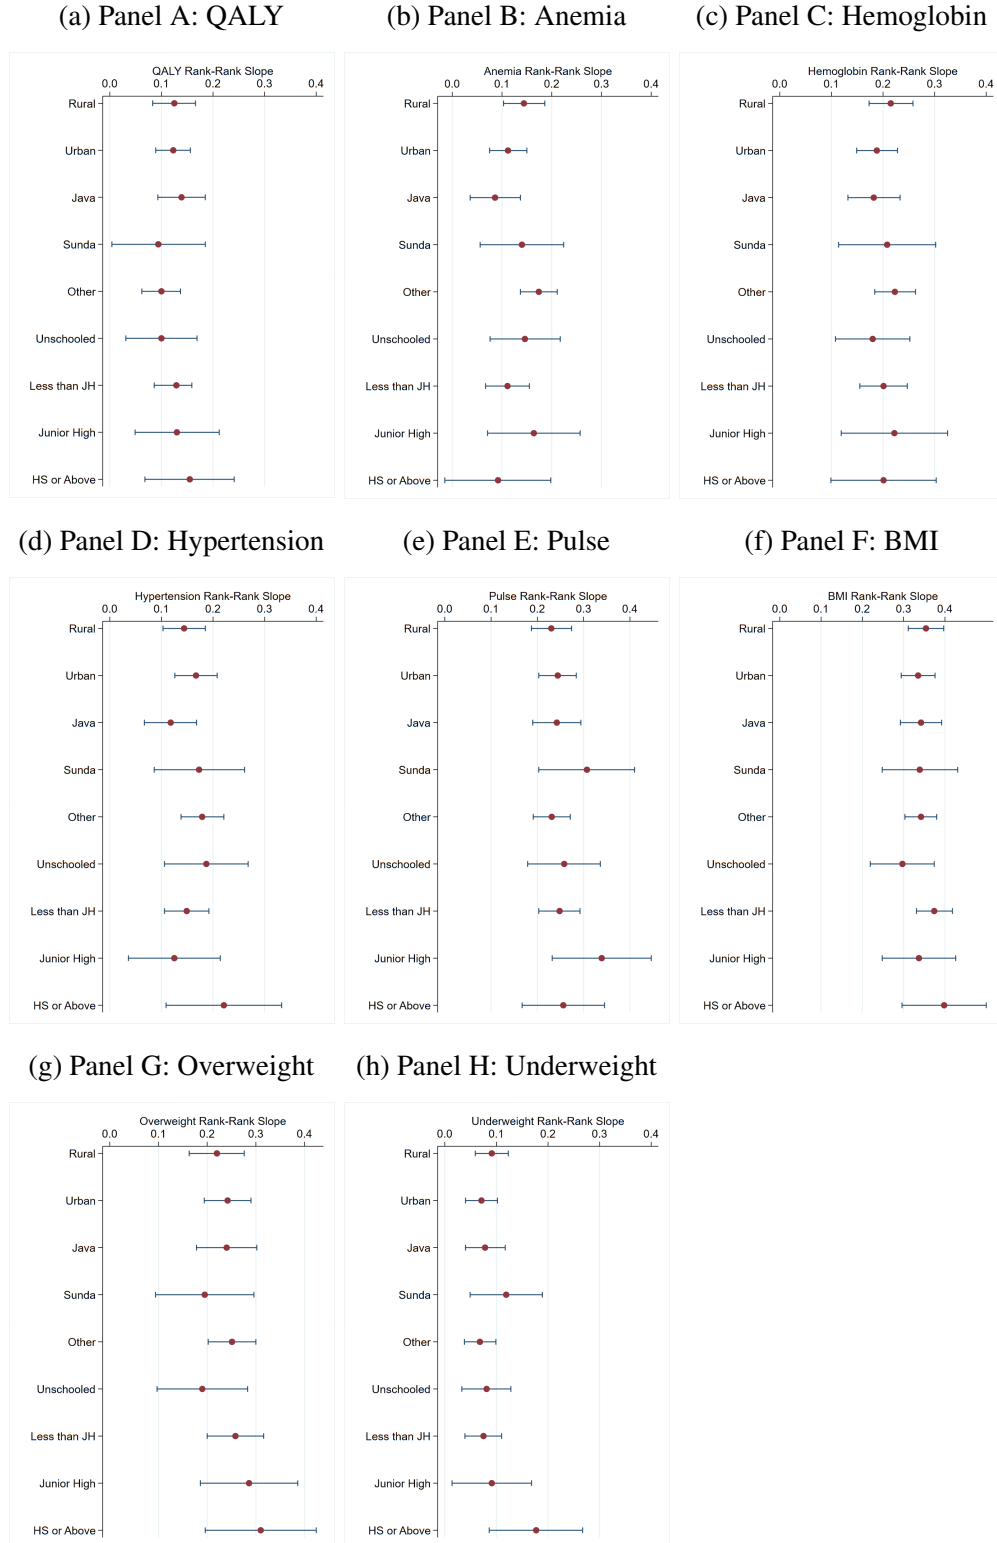 (a) Panel A: QALY
QALY Rank-Rank Slope
0.0 0.1 0.2 0.3 0.4
Rural
Urban
Java
Sunda
Other
Unschooled
Less than JH
Junior High
HS or Above
(b) Panel B: Anemia
Anemia Rank-Rank Slope
0.0 0.1 0.2 0.3 0.4
Rural
Urban
Java
Sunda
Other
Unschooled
Less than JH
Junior High
HS or Above
(c) Panel C: Hemoglobin
Hemoglobin Rank-Rank Slope
0.0 0.1 0.2 0.3 0.4
Rural
Urban
Java
Sunda
Other
Unschooled
Less than JH
Junior High
HS or Above
(d) Panel D: Hypertension
Hypertension Rank-Rank Slope
0.0 0.1 0.2 0.3 0.4
Rural
Urban
Java
Sunda
Other
Unschooled
Less than JH
Junior High
HS or Above
(e) Panel E: Pulse
Pulse Rank-Rank Slope
0.0 0.1 0.2 0.3 0.4
Rural
Urban
Java
Sunda
Other
Unschooled
Less than JH
Junior High
HS or Above
(f) Panel F: BMI
BMI Rank-Rank Slope
0.0 0.1 0.2 0.3 0.4
Rural
Urban
Java
Sunda
Other
Unschooled
Less than JH
Junior High
HS or Above
(g) Panel G: Overweight
Overweight Rank-Rank Slope
0.0 0.1 0.2 0.3 0.4
Rural
Urban
Java
Sunda
Other
Unschooled
Less than JH
Junior High
HS or Above
(h) Panel H: Underweight
Underweight Rank-Rank Slope
0.0 0.1 0.2 0.3 0.4
Rural
Urban
Java
Sunda
Other
Unschooled
Less than JH
Junior High
HS or Above